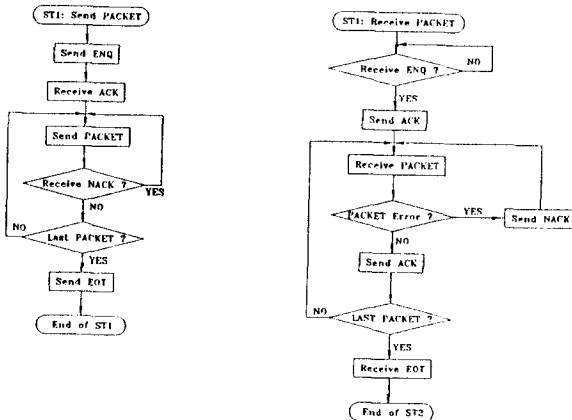 ST1: Send PACKET
Send ENQ
Receive ACK
Send PACKET
Receive NACK ?
YES
NO
NO
Last PACKET ?
YES
Send EOT
End of ST1
ST1: Receive PACKET
Receive ENQ ?
NO
YES
Send ACK
Receive PACKET
PACKET Error ?
YES
Send NACK
NO
Send ACK
NO
LAST PACKET ?
YES
Receive EOT
End of ST2